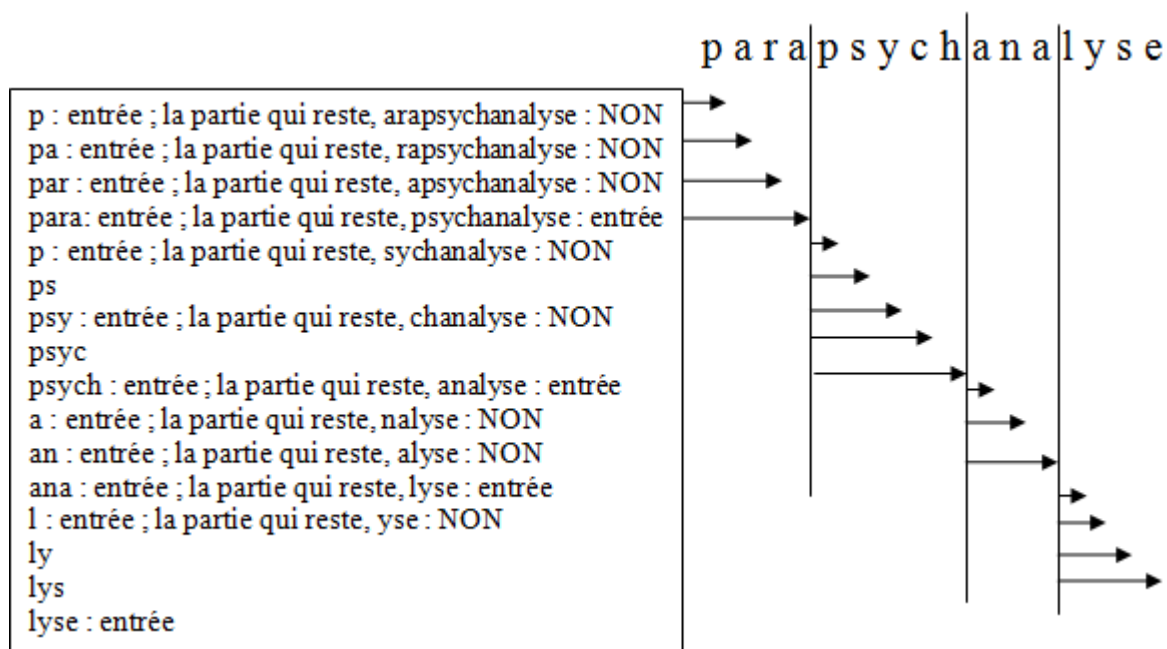 p a r a p s y c h a n a l y s e
p : entrée ; la partie qui reste, arapsychanalyse : NON
pa : entrée ; la partie qui reste, rapsychanalyse : NON
par : entrée ; la partie qui reste, apsychanalyse : NON
para: entrée ; la partie qui reste, psychanalyse : entrée
p : entrée ; la partie qui reste, sychanalyse : NON
ps
psy : entrée ; la partie qui reste, chanalyse : NON
psyc
psych : entrée ; la partie qui reste, analyse : entrée
a : entrée ; la partie qui reste, nalyse : NON
an : entrée ; la partie qui reste, alyse : NON
ana : entrée ; la partie qui reste, lyse : entrée
l : entrée ; la partie qui reste, yse : NON
ly
lys
lyse : entrée